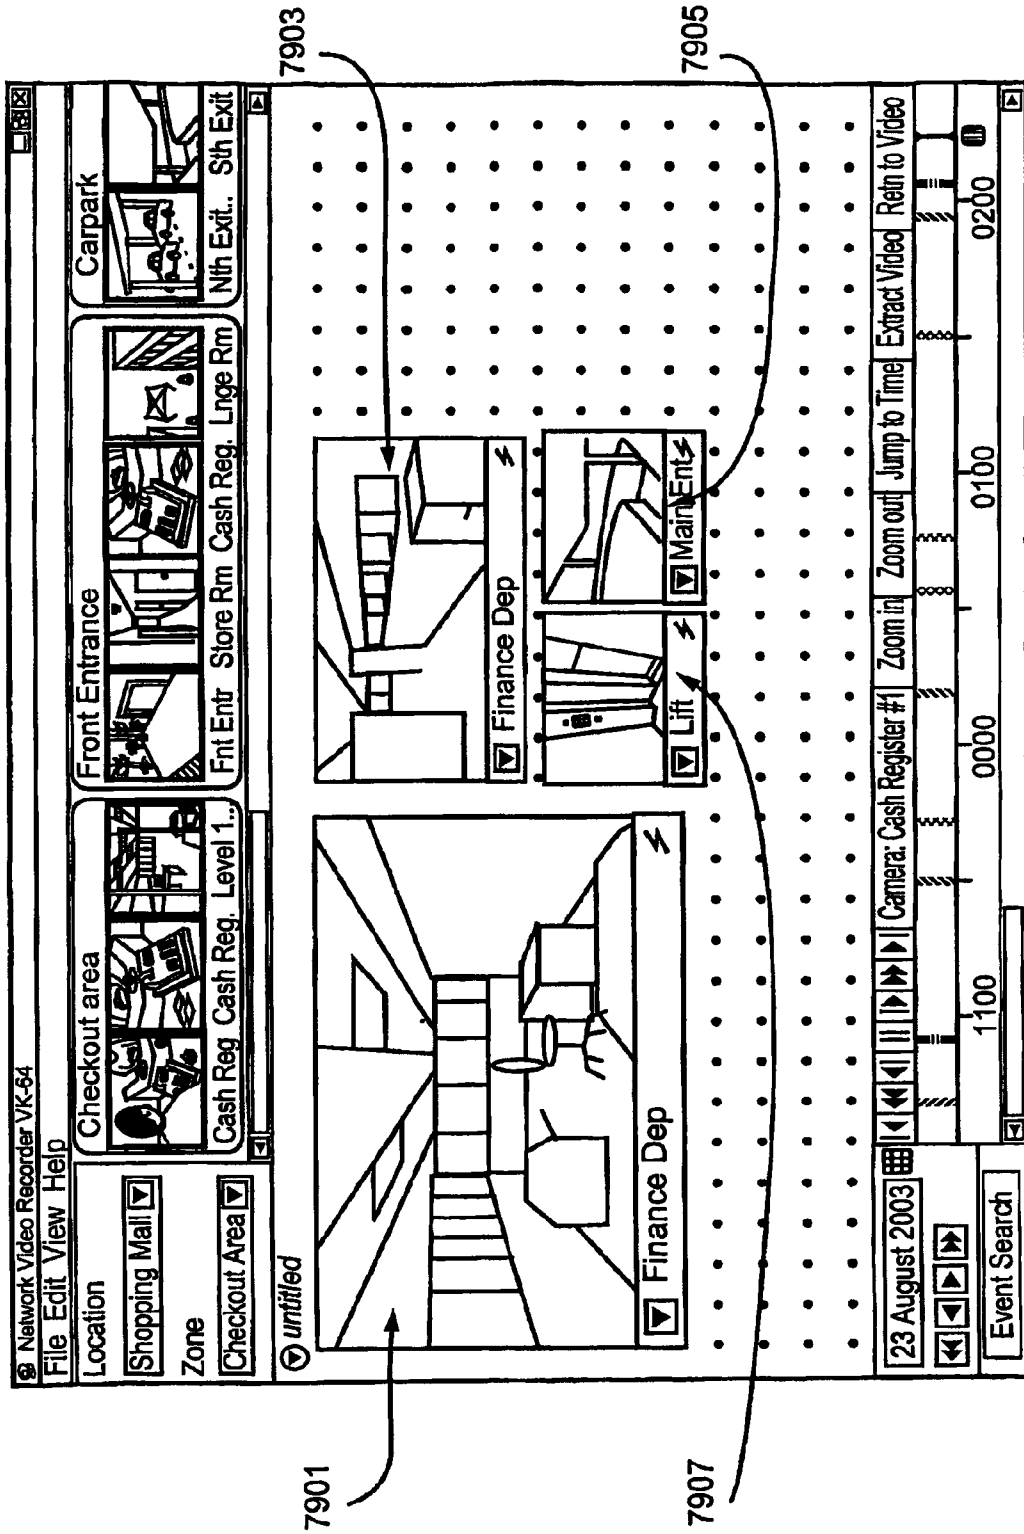 Network Video Recorder VK-64
File Edit View Help
Location
Shopping Mall
Zone
Checkout Area
Checkout area
Cash Reg Cash Reg. Level 1...
Front Entrance
Fnt Entr Store Rm Cash Reg. Lnge Rm
Carpark
Nth Exit... Sth Exit
untitled
7901
7903
Finance Dep
Finance Dep
Lift
Main Ent
7905
7907
23 August 2003
Camera: Cash Register #1 Zoom in Zoom out Jump to Time Extract Video Retn to Video
1100 0000 0100 0200
Event Search